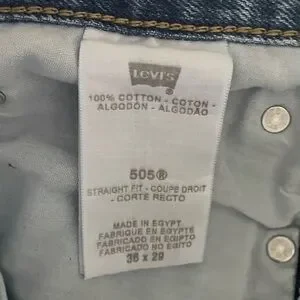 LEVI'S
®
100% COTTON - COTON -
ALGODÓN - ALGODÃO
505®
STRAIGHT FIT - COUPE DROIT
- CORTE RECTO
MADE IN EGYPT
FABRIQUE EN EGYPTE
FABRICADO EN EGIPTO
FABRICADO NO EGITO
36 x 29